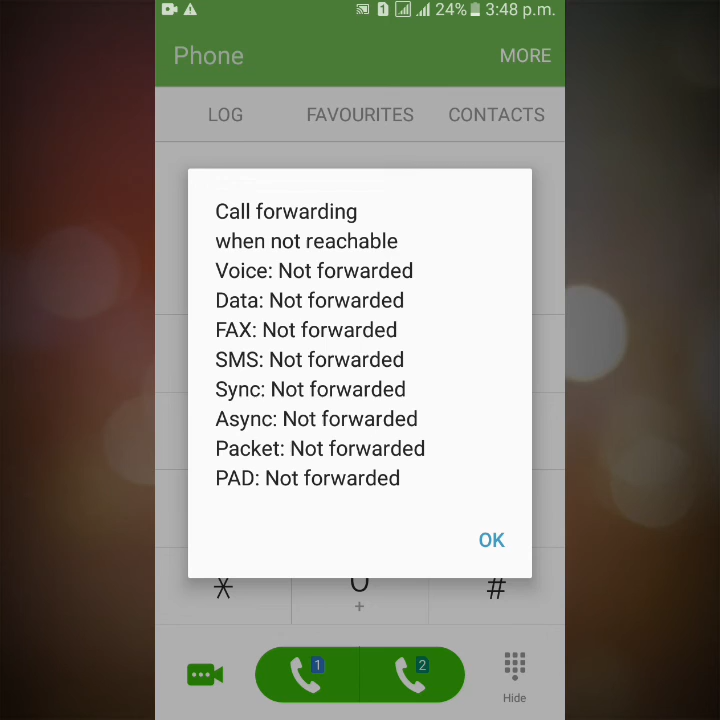 1 24% 3:48 p.m.
Phone MORE
LOG FAVOURITES CONTACTS
Call forwarding
when not reachable
Voice: Not forwarded
Data: Not forwarded
FAX: Not forwarded
SMS: Not forwarded
Sync: Not forwarded
Async: Not forwarded
Packet: Not forwarded
PAD: Not forwarded
OK
* 0 #
+
1 2
Hide